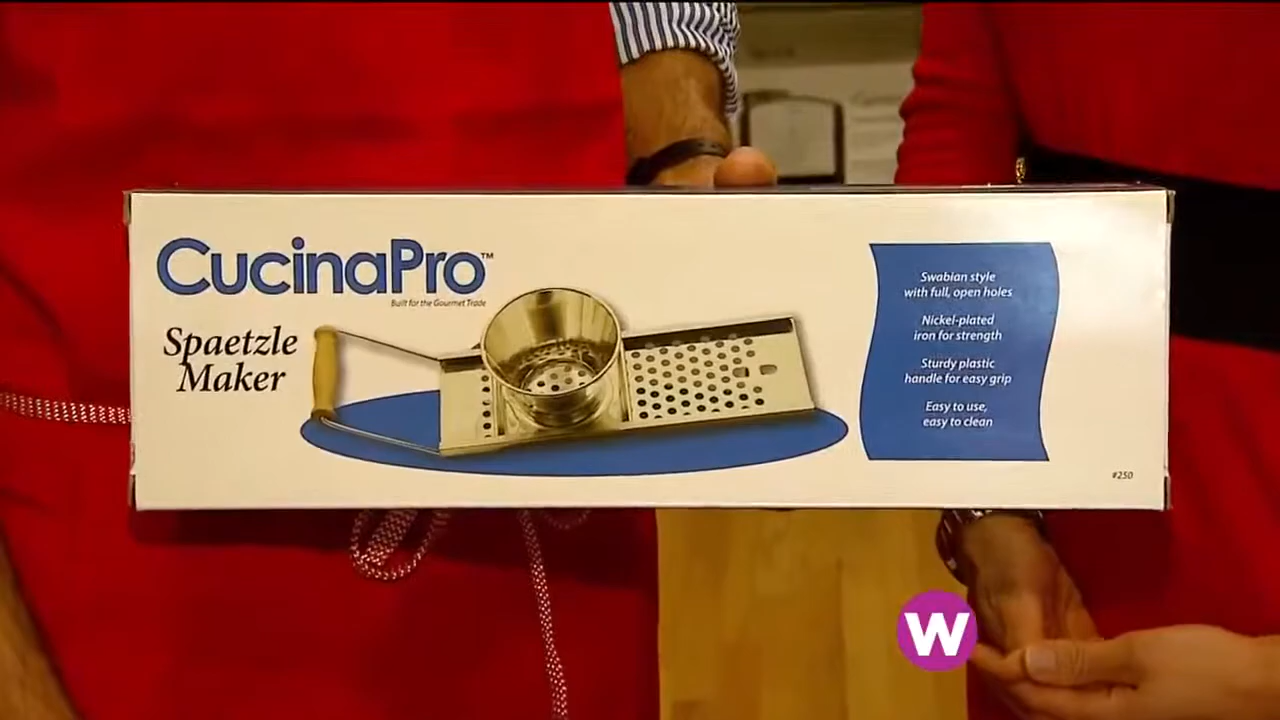 CucinaPro™
Built for the Gourmet Trade
Spaetzle
Maker
Swabian style
with full, open holes
Nickel-plated
iron for strength
Sturdy plastic
handle for easy grip
Easy to use,
easy to clean
#250
W